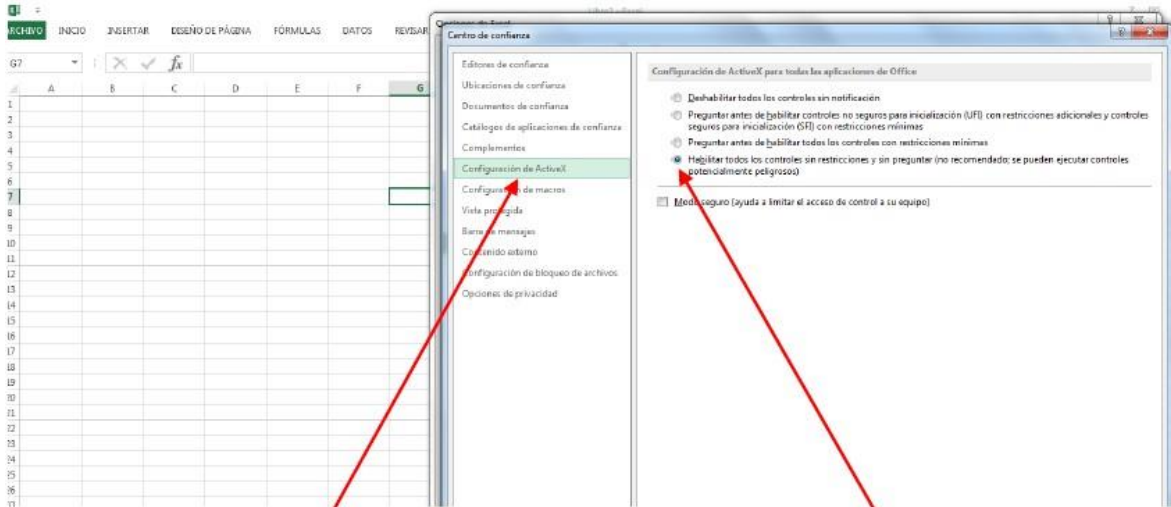 ARCHIVO INICIO INSERTAR DISEÑO DE PÁGINA FÓRMULAS DATOS REVISAR
G7
fx
A B C D E F G
1
2
3
4
5
6
7
8
9
10
11
12
13
14
15
16
17
18
19
20
21
22
23
24
25
26
Opciones de Excel
Centro de confianza
Editores de confianza
Ubicaciones de confianza
Documentos de confianza
Catálogos de aplicaciones de confianza
Complementos
Configuración de ActiveX
Configuración de macros
Vista protegida
Barra de mensajes
Contenido externo
Configuración de bloqueo de archivos
Opciones de privacidad
Configuración de ActiveX para todas las aplicaciones de Office
Deshabilitar todos los controles sin notificación
Preguntar antes de habilitar controles no seguros para inicialización (UFI) con restricciones adicionales y controles
seguros para inicialización (SFI) con restricciones mínimas
Preguntar antes de habilitar todos los controles con restricciones mínimas
Habilitar todos los controles sin restricciones y sin preguntar (no recomendado; se pueden ejecutar controles
potencialmente peligrosos)
Modo seguro (ayuda a limitar el acceso de control a su equipo)